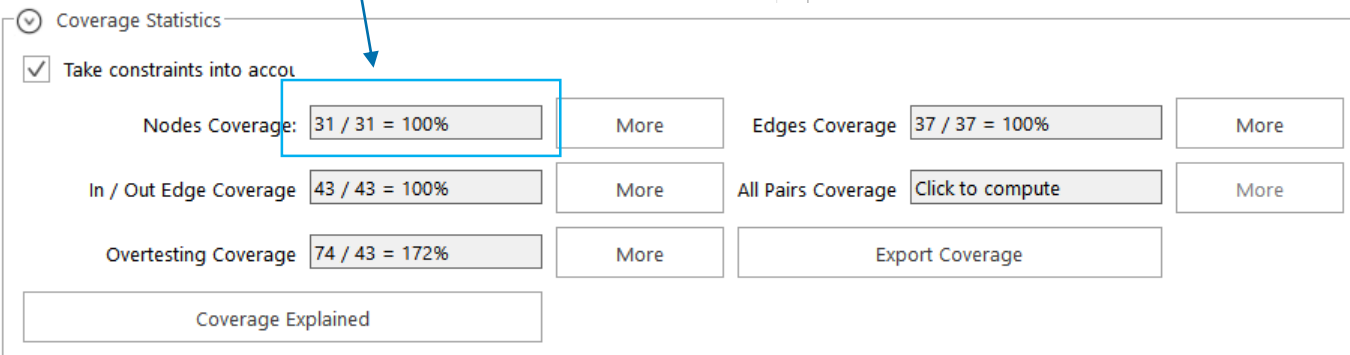 Coverage Statistics
Take constraints into accou
Nodes Coverage: 31 / 31 = 100% More Edges Coverage 37 / 37 = 100% More
In / Out Edge Coverage 43 / 43 = 100% More All Pairs Coverage Click to compute More
Overtesting Coverage 74 / 43 = 172% More Export Coverage
Coverage Explained